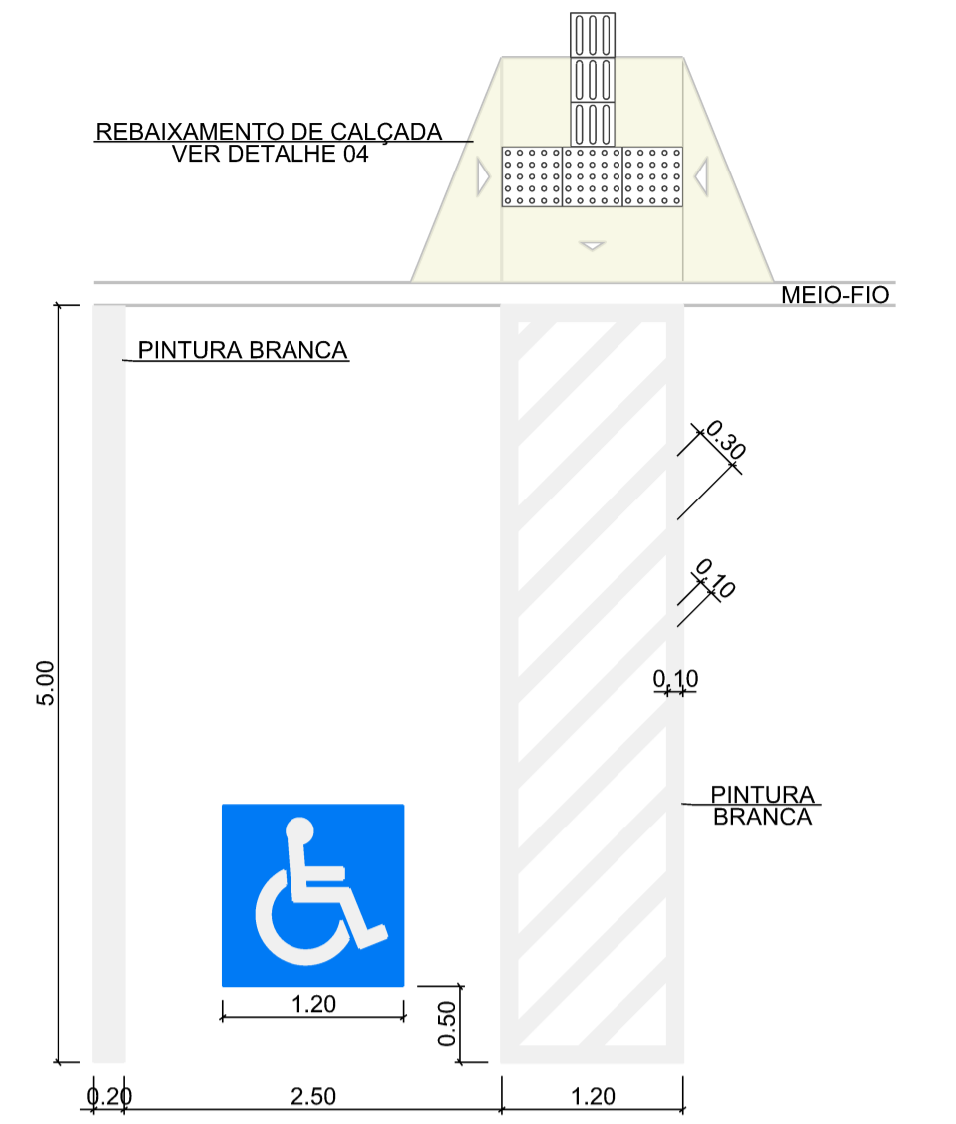 REBAIXAMENTO DE CALÇADA
VER DETALHE 04
MEIO-FIO
PINTURA BRANCA
0.30
0.10
5.00
0.10
PINTURA
BRANCA
1.20
0.50
0.20
2.50
1.20